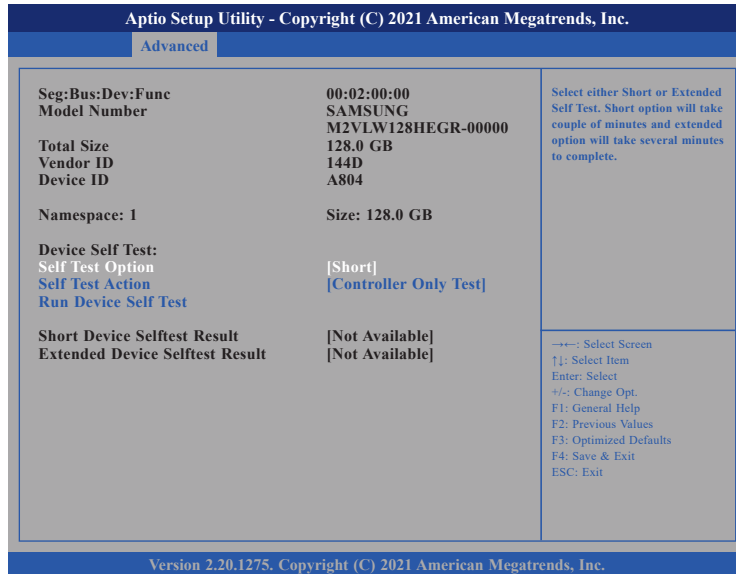 Aptio Setup Utility - Copyright (C) 2021 American Megatrends, Inc.
Advanced
Seg:Bus:Dev:Func 00:02:00:00
Model Number SAMSUNG
M2VLW128HEGR-00000
Total Size 128.0 GB
Vendor ID 144D
Device ID A804
Namespace: 1 Size: 128.0 GB
Device Self Test:
Self Test Option [Short]
Self Test Action [Controller Only Test]
Run Device Self Test
Short Device Selftest Result [Not Available]
Extended Device Selftest Result [Not Available]
Select either Short or Extended
Self Test. Short option will take
couple of minutes and extended
option will take several minutes
to complete.
→←: Select Screen
↑↓: Select Item
Enter: Select
+/-: Change Opt.
F1: General Help
F2: Previous Values
F3: Optimized Defaults
F4: Save & Exit
ESC: Exit
Version 2.20.1275. Copyright (C) 2021 American Megatrends, Inc.